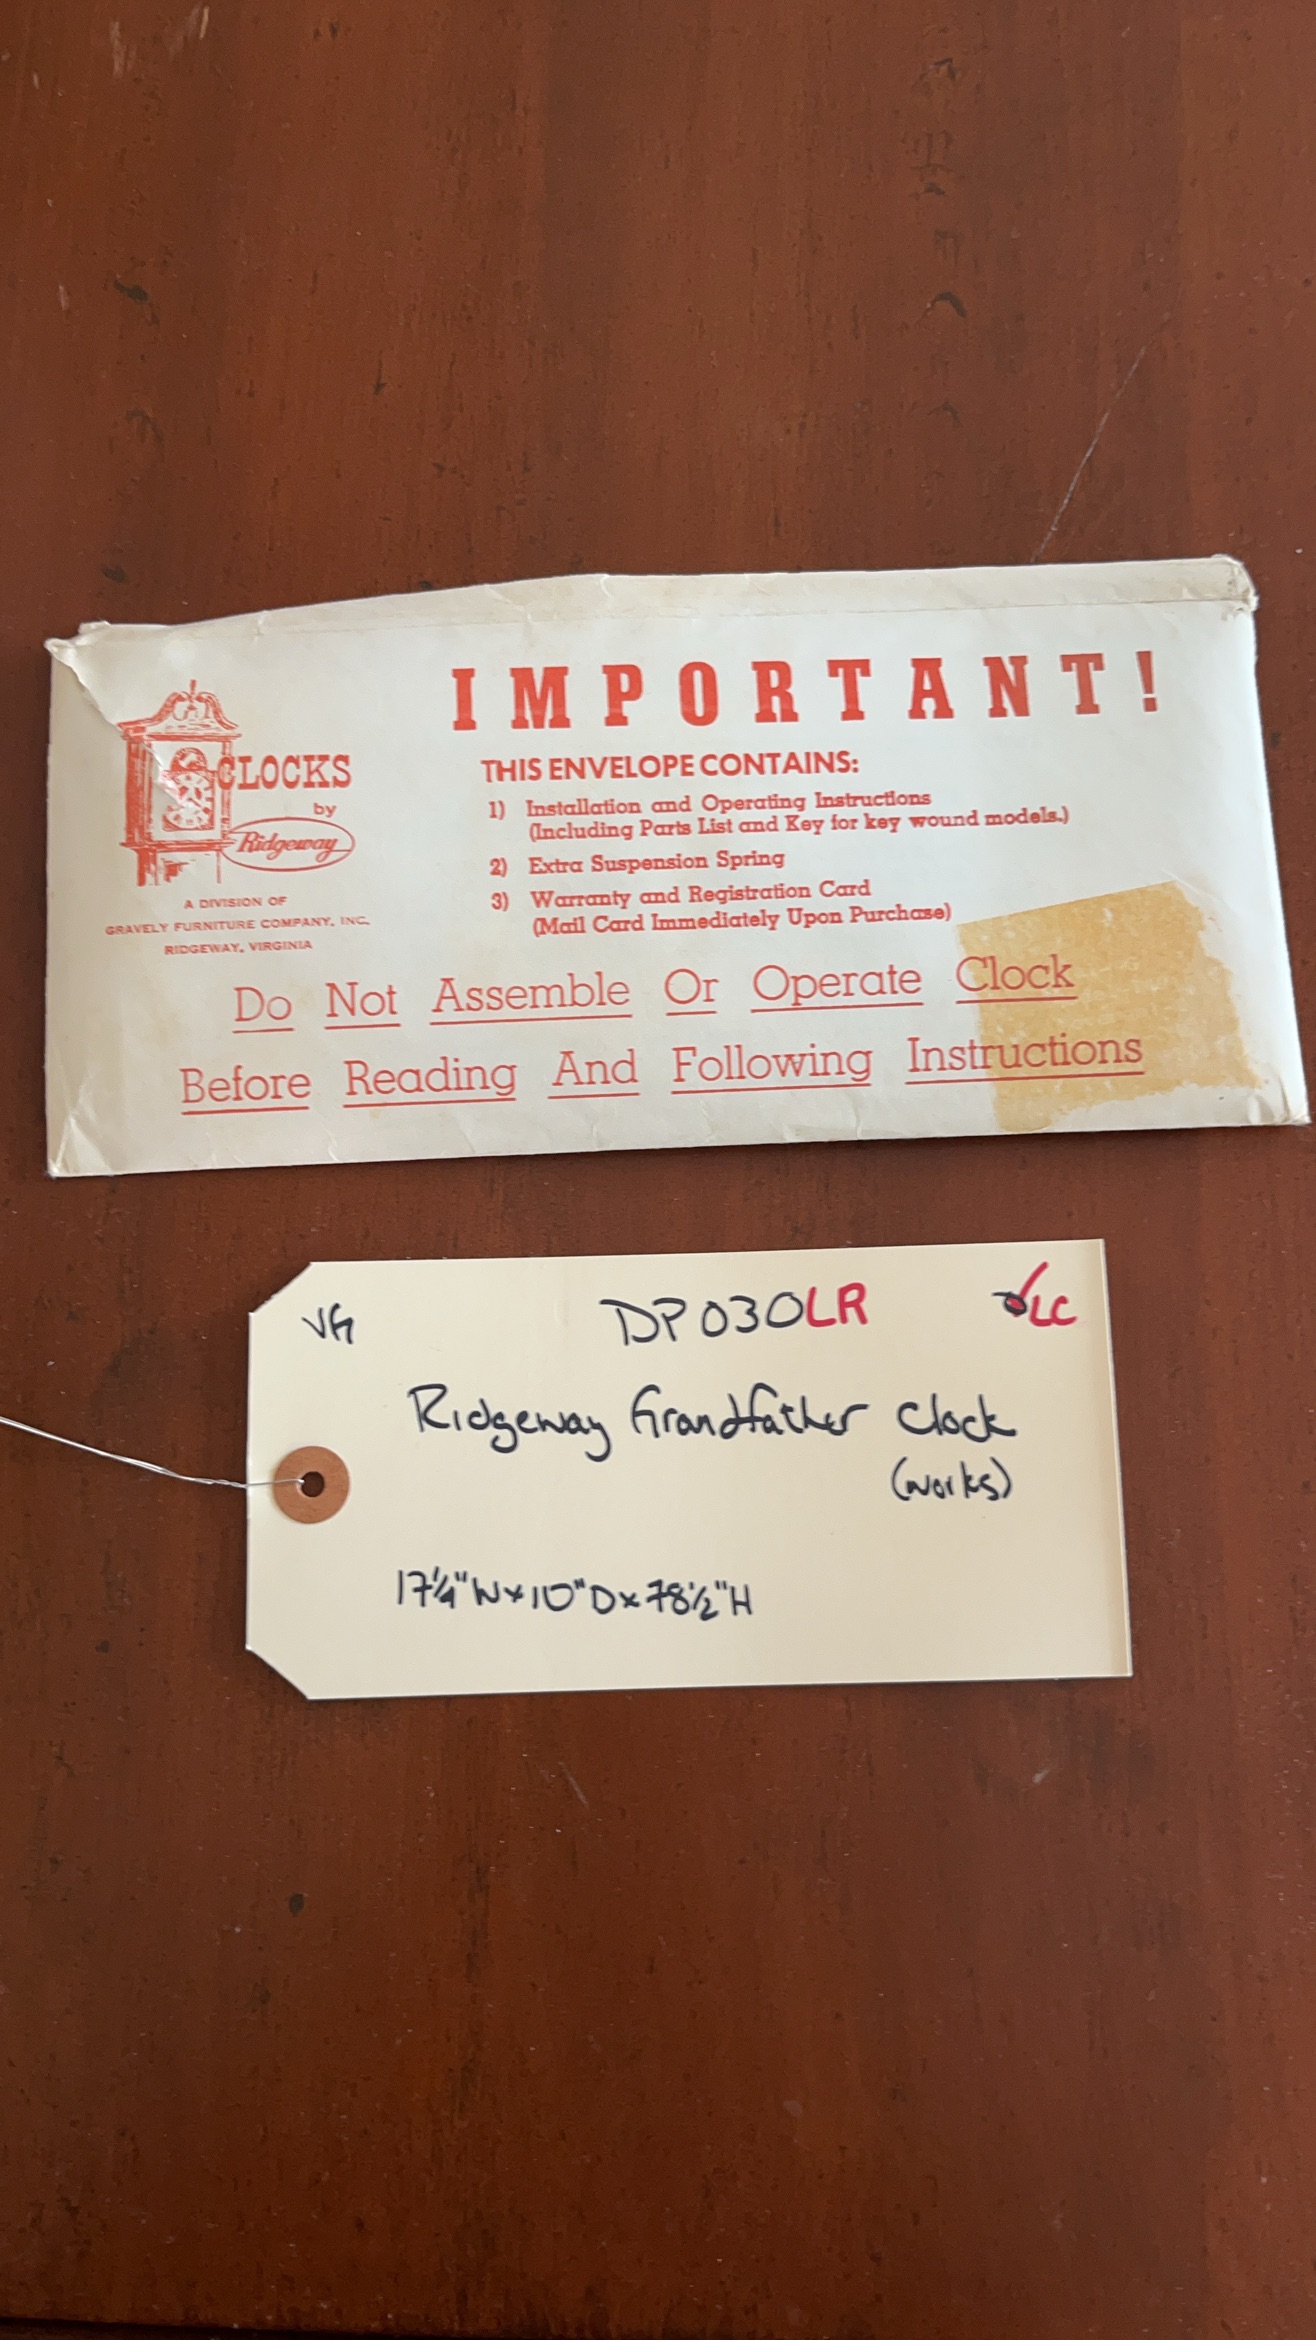 IMPORTANT!
CLOCKS
by
Ridgeway
A DIVISION OF
GRAVELY FURNITURE COMPANY, INC.
RIDGEWAY, VIRGINIA
THIS ENVELOPE CONTAINS:
1) Installation and Operating Instructions
(Including Parts List and Key for key wound models.)
2) Extra Suspension Spring
3) Warranty and Registration Card
(Mail Card Immediately Upon Purchase)
Do Not Assemble Or Operate Clock
Before Reading And Following Instructions
VG DP030LR LC
Ridgeway Grandfather Clock
(works)
17¼"W x 10"D x 78½"H